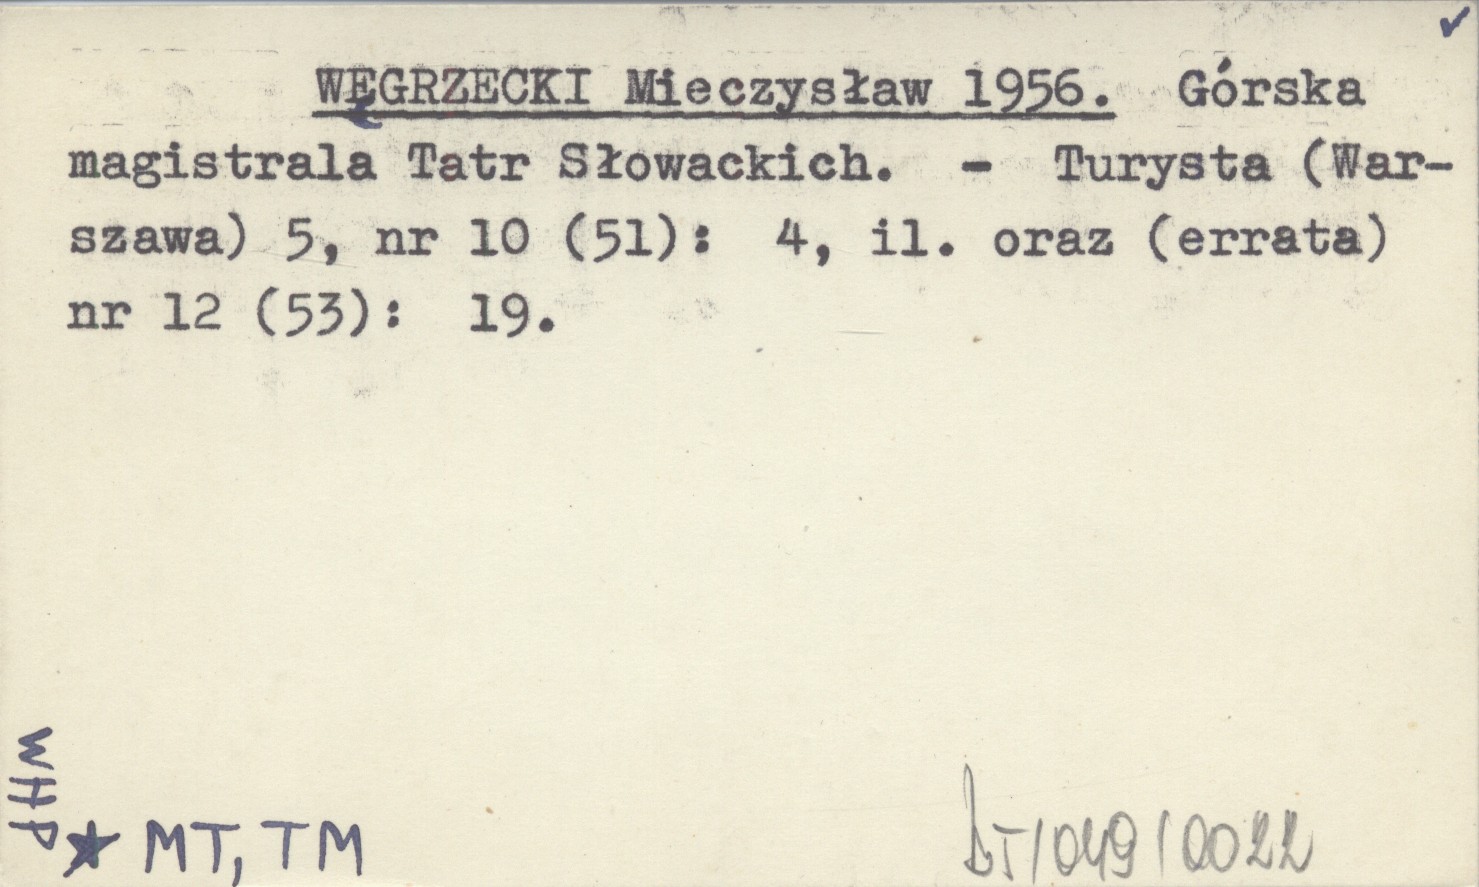 WĘGRZECKI Mieczysław 1956. Górska
magistrala Tatr Słowackich. - Turysta (War-
szawa) 5, nr 10 (51): 4, il. oraz (errata)
nr 12 (53): 19.
WHP
MT, TM
BT/049/0022